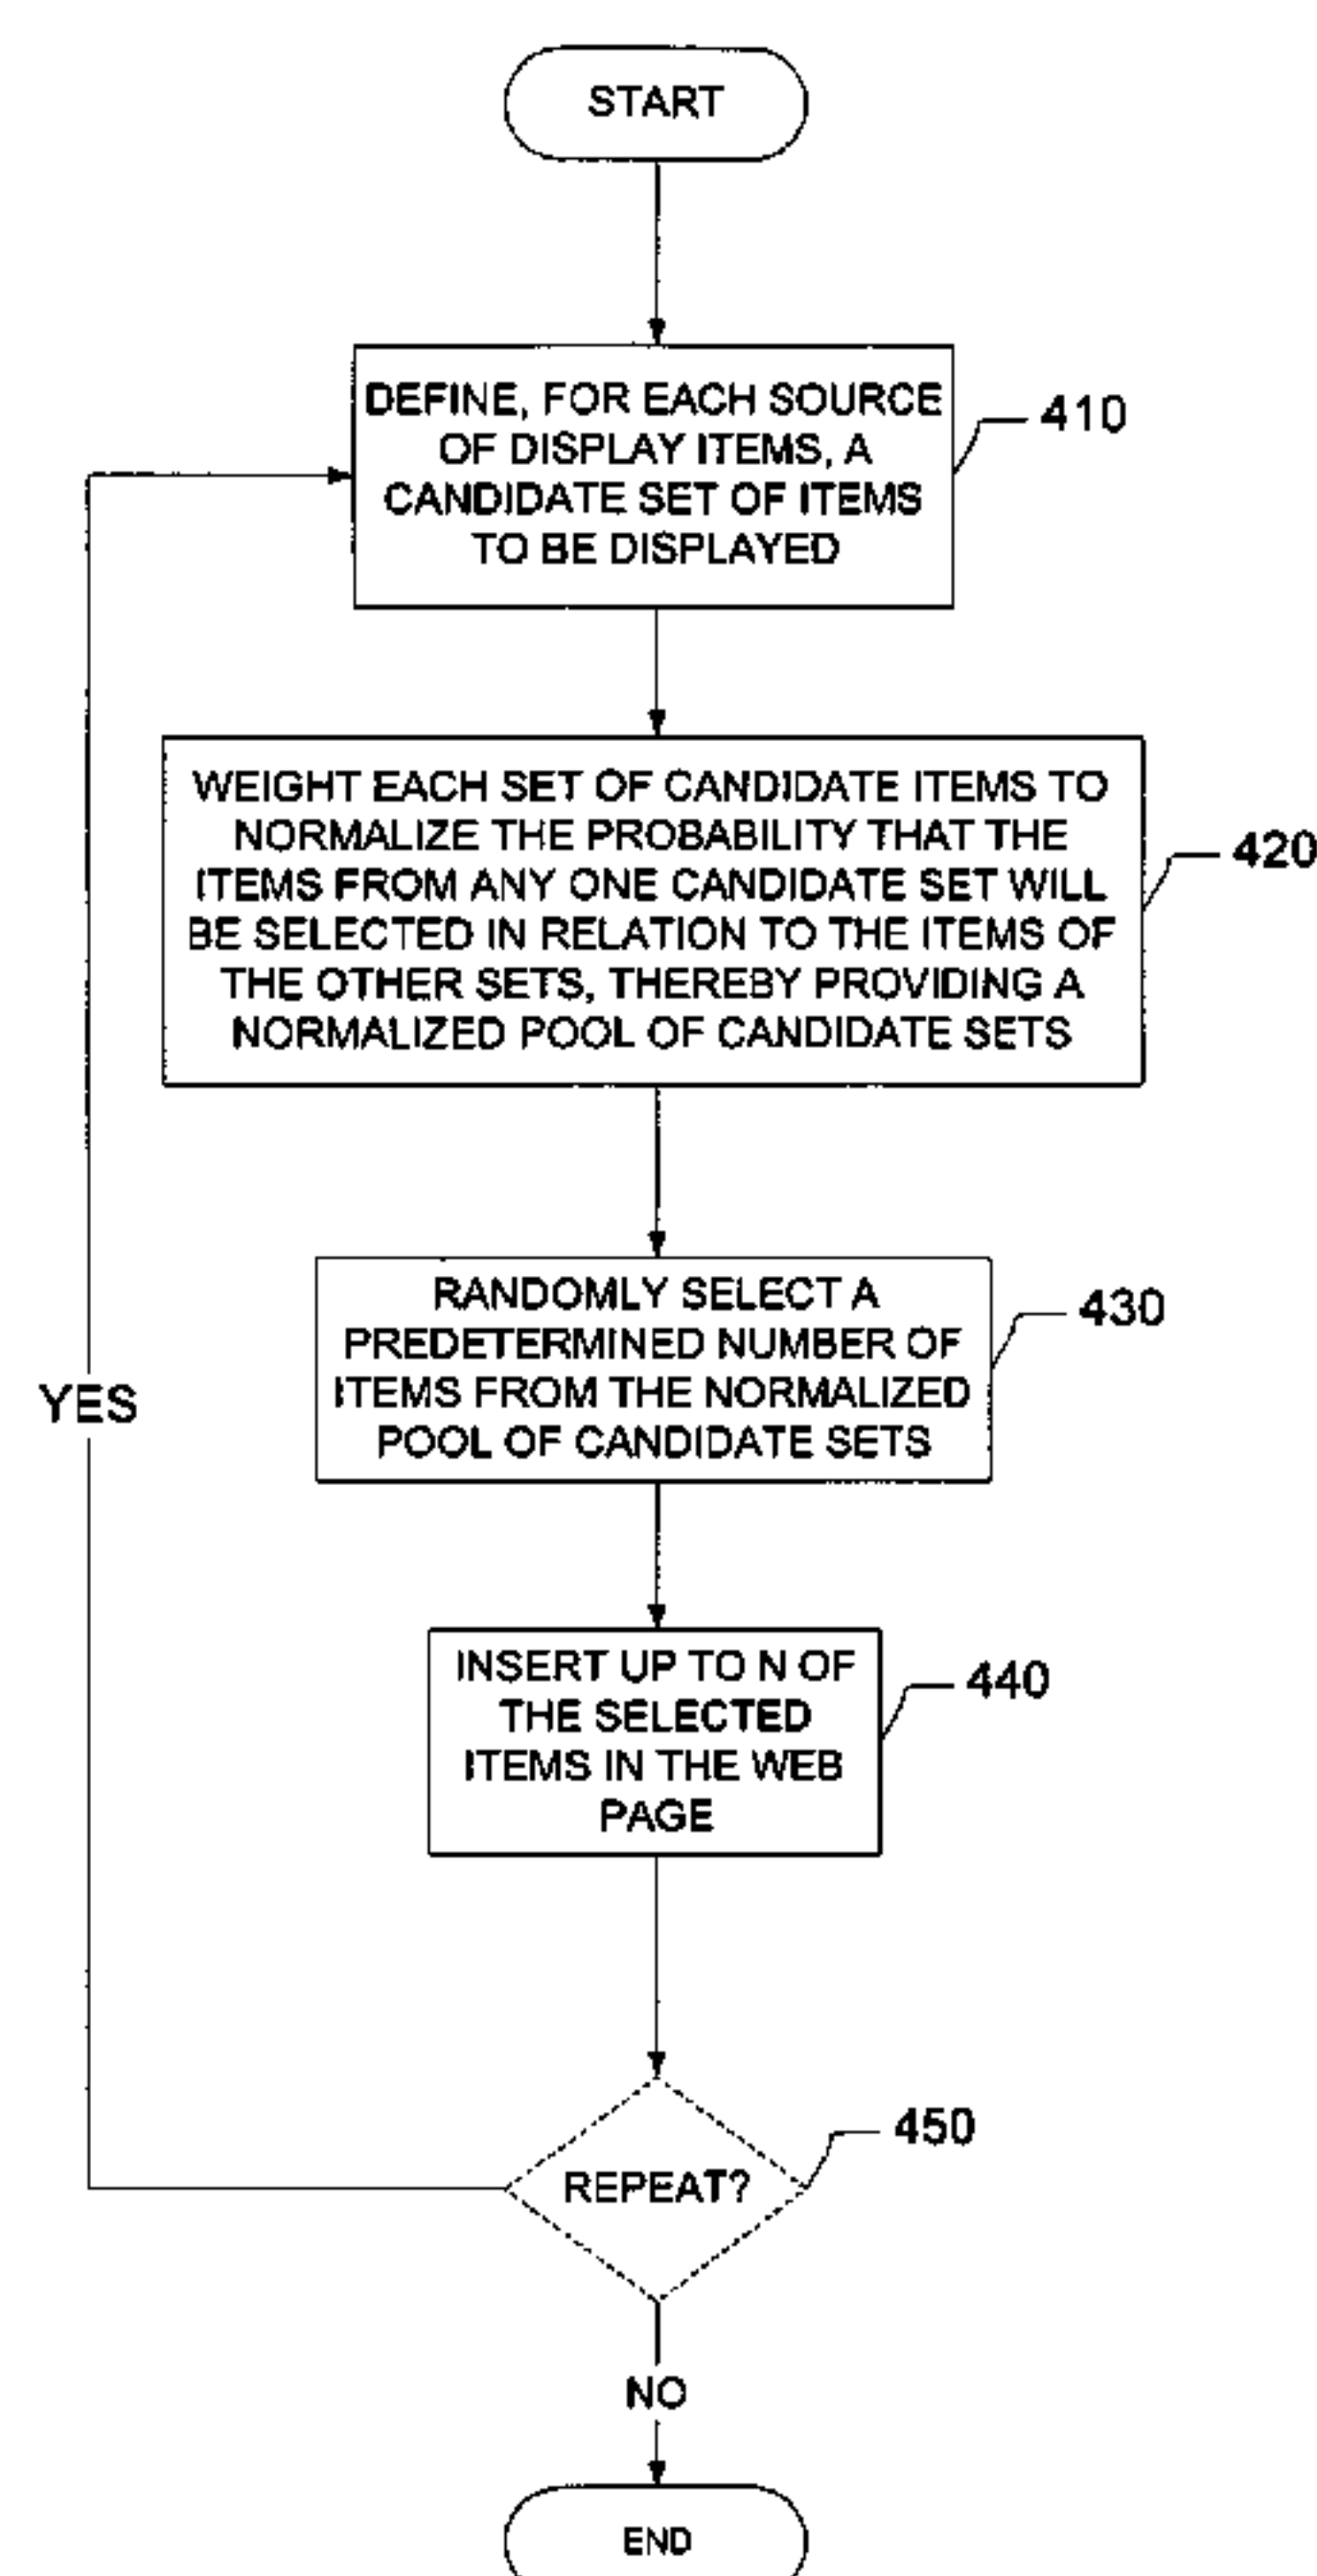 START
DEFINE, FOR EACH SOURCE
OF DISPLAY ITEMS, A
CANDIDATE SET OF ITEMS
TO BE DISPLAYED
410
WEIGHT EACH SET OF CANDIDATE ITEMS TO
NORMALIZE THE PROBABILITY THAT THE
ITEMS FROM ANY ONE CANDIDATE SET WILL
BE SELECTED IN RELATION TO THE ITEMS OF
THE OTHER SETS, THEREBY PROVIDING A
NORMALIZED POOL OF CANDIDATE SETS
420
RANDOMLY SELECT A
PREDETERMINED NUMBER OF
ITEMS FROM THE NORMALIZED
POOL OF CANDIDATE SETS
430
YES
INSERT UP TO N OF
THE SELECTED
ITEMS IN THE WEB
PAGE
440
REPEAT?
450
NO
END